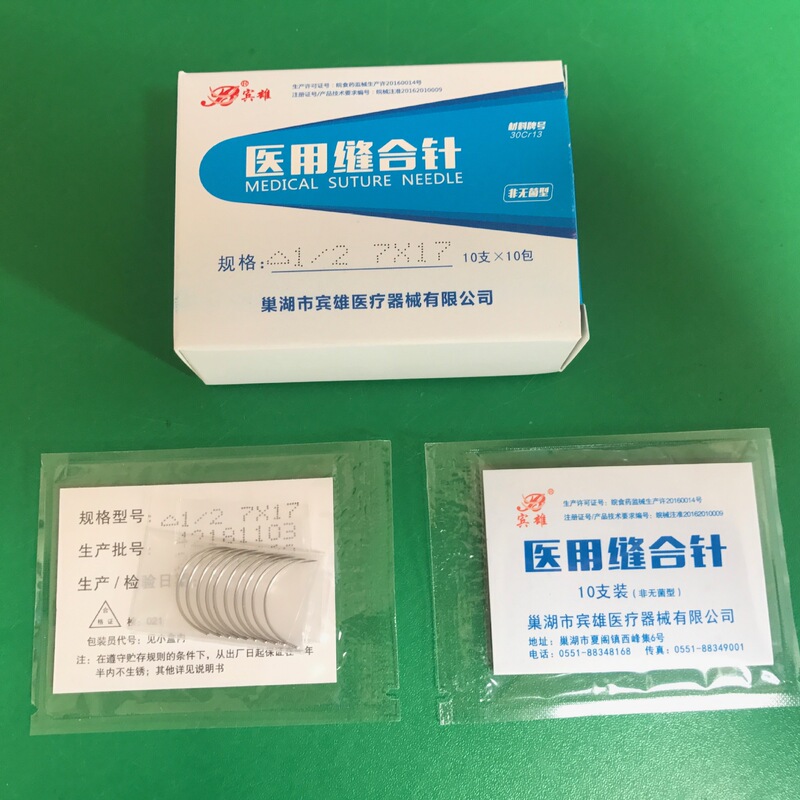 宾雄®
生产许可证号：皖食药监械生产许20160014号
注册证号/产品技术要求编号：皖械注准20162010009
医用缝合针
MEDICAL SUTURE NEEDLE
材料牌号
30Cr13
非无菌型
规格：△1/2 7X17 10支×10包
巢湖市宾雄医疗器械有限公司
规格型号：△1/2 7X17
生产批号 12181103
生产/检验日
合
格证
检 021
包装员代号：见小盒内
注：在遵守贮存规则的条件下，从出厂日起保证在一年
半内不生锈；其他详见说明书
宾雄®
生产许可证号：皖食药监械生产许20160014号
注册证号/产品技术要求编号：皖械注准20162010009
医用缝合针
10支装（非无菌型）
巢湖市宾雄医疗器械有限公司
地址：巢湖市夏阁镇西峰集6号
电话：0551-88348168 传真：0551-88349001